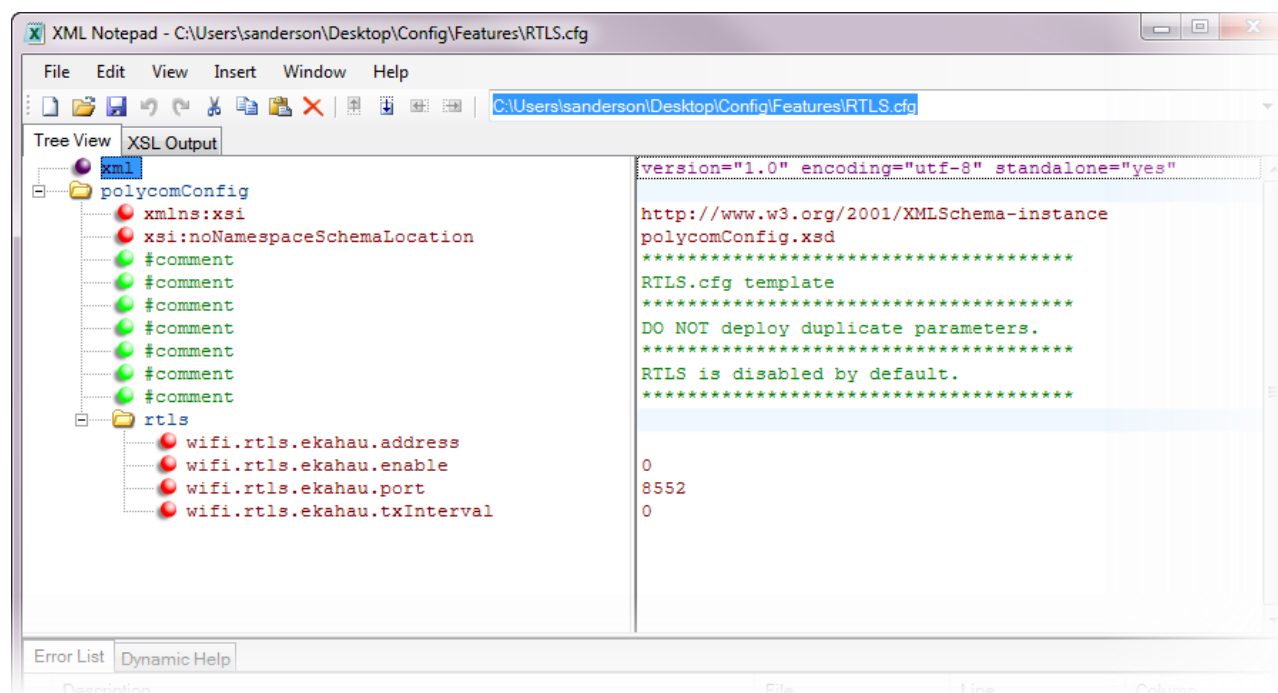 XML Notepad - C:\Users\sanderson\Desktop\Config\Features\RTLS.cfg
File Edit View Insert Window Help
C:\Users\sanderson\Desktop\Config\Features\RTLS.cfg
Tree View XSL Output
xml version="1.0" encoding="utf-8" standalone="yes"
polycomConfig
xmlns:xsi http://www.w3.org/2001/XMLSchema-instance
xsi:noNamespaceSchemaLocation polycomConfig.xsd
#comment **************************************
#comment RTLS.cfg template
#comment **************************************
#comment DO NOT deploy duplicate parameters.
#comment **************************************
#comment RTLS is disabled by default.
#comment **************************************
rtls
wifi.rtls.ekahau.address
wifi.rtls.ekahau.enable 0
wifi.rtls.ekahau.port 8552
wifi.rtls.ekahau.txInterval 0
Error List Dynamic Help
Description File Line Column